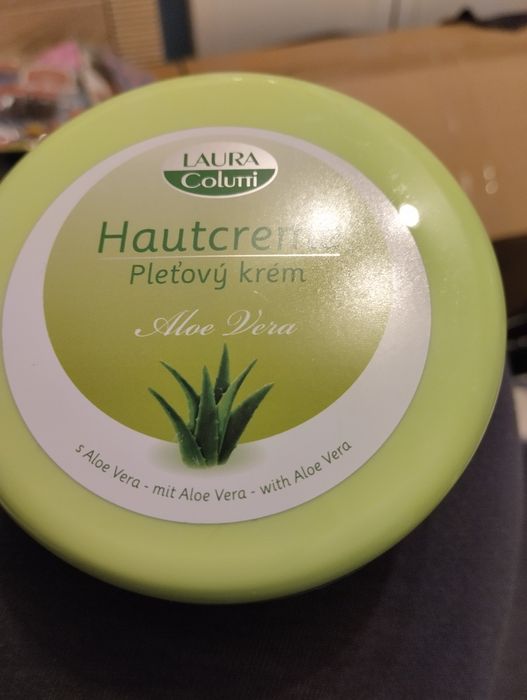 LAURA
Colutti
Hautcreme
Pleťový krém
Aloe Vera
s Aloe Vera - mit Aloe Vera - with Aloe Vera